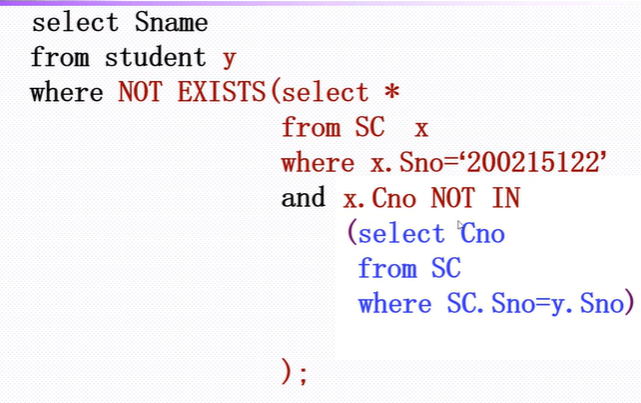 select Sname
from student y
where NOT EXISTS(select *
from SC x
where x.Sno=‘200215122’
and x.Cno NOT IN
(select Cno
from SC
where SC.Sno=y.Sno)
);